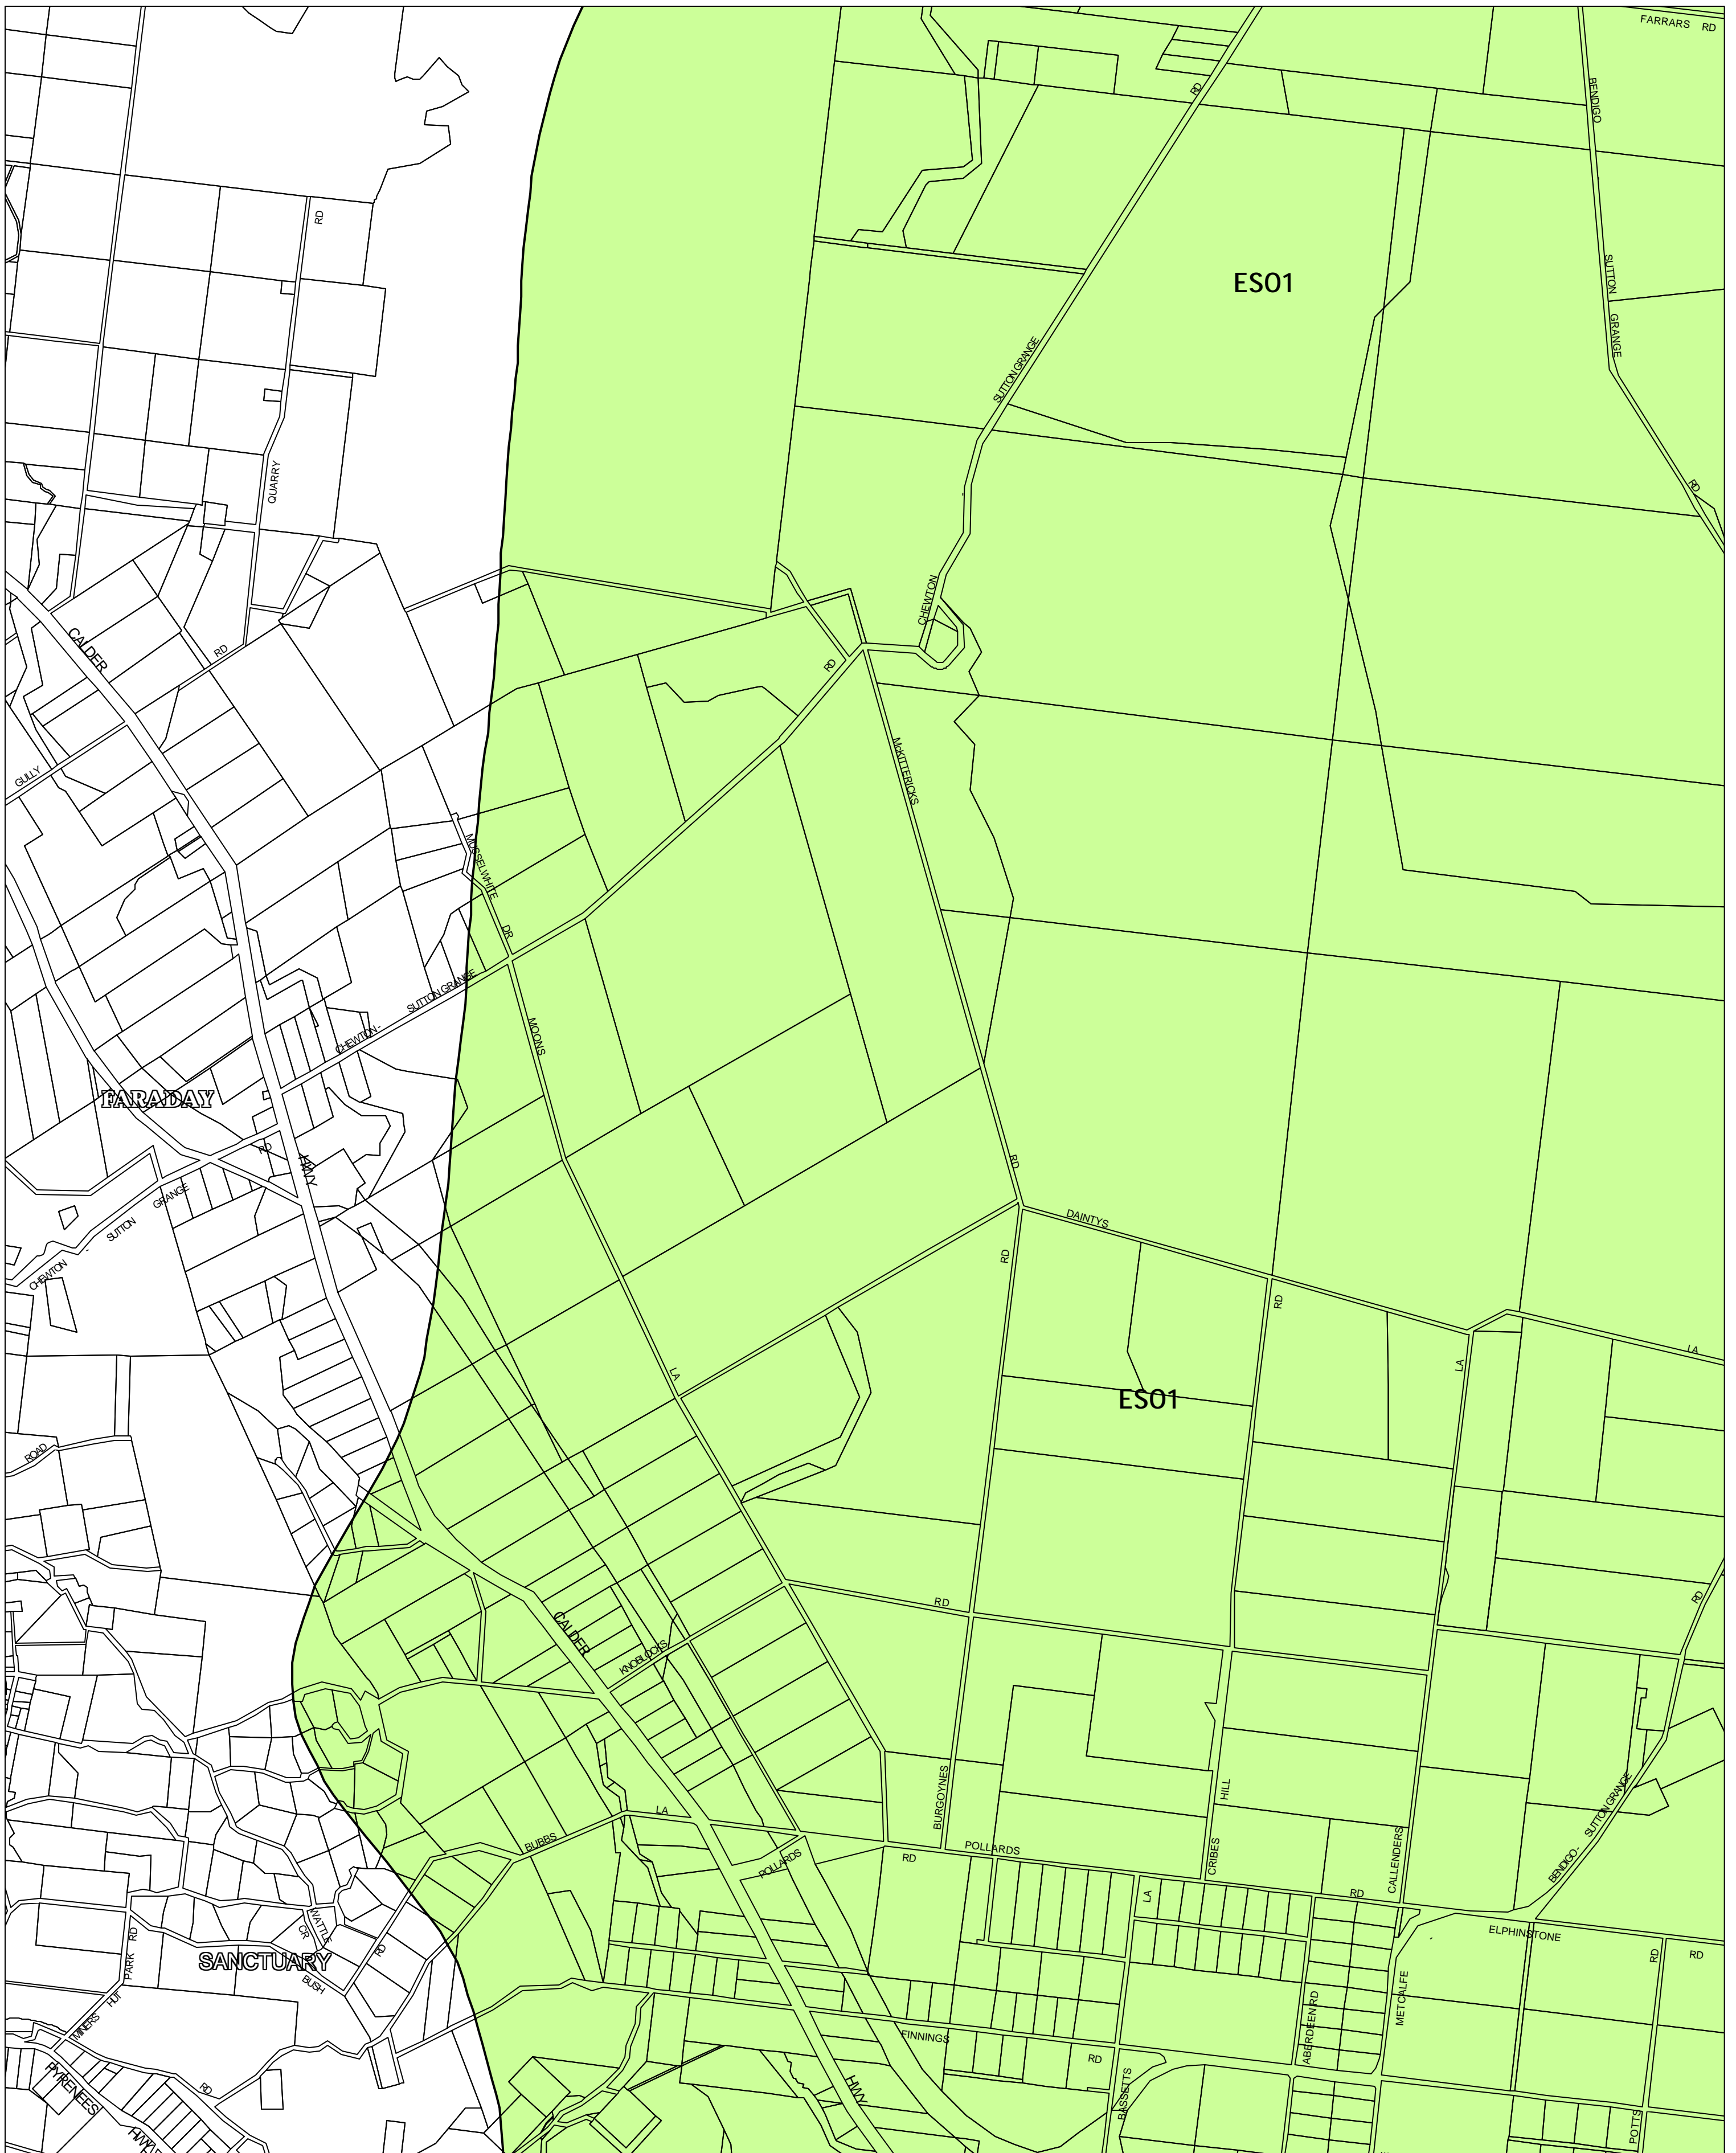 FARRARS RD
BENDIGO
RD
RD
SUTTON
ESO1
GRANGE
SUTTON GRANGE
QUARRY
RD
CHEWTON
CALDER
RD
RD
McKITTERICKS
GULLY
MUSSELWHITE
DR
SUTTON GRANGE
CHEWTON -
MOONS
FARADAY
RD
HWY
RD
GRANGE
SUTTON
-
CHEWTON
DAINTYS
RD
RD
LA
LA
LA
ESO1
ROAD
RD
RD
CALDER
KNOBLOCKS
BURGOYNES
HILL
SUTTON GRANGE
LA
BUBBS
POLLARDS
POLLARDS
RD
CRIBES
CALLENDERS
BENDIGO -
LA
RD
WATTLE
CR
PARK RD
RD
ELPHINSTONE
RD
RD
SANCTUARY
BUSH
HUT
MINERS
METCALFE
ABERDEEN RD
FINNINGS
RD
PYRENEES
RD
HWY
BASSETTS
POTTS
HWY